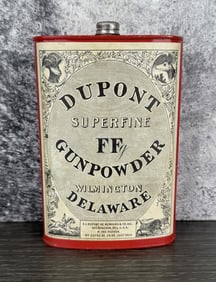 DUPONT
SUPERFINE
FFg
GUNPOWDER
WILMINGTON
DELAWARE